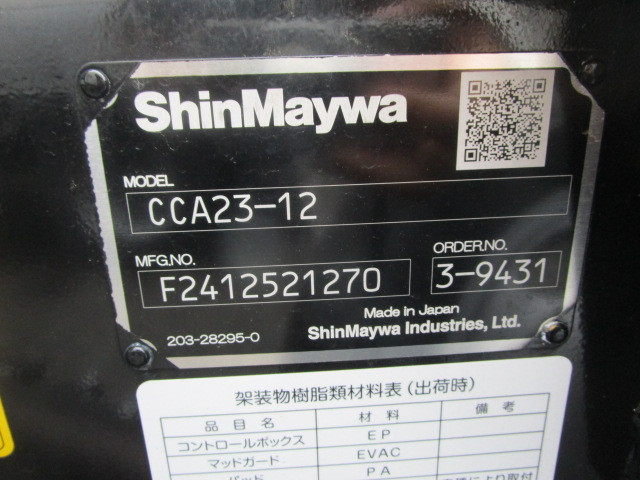 ShinMaywa
MODEL
CCA23-12
MFG.NO.
F2412521270
ORDER.NO.
3-9431
Made in Japan
203-28295-0
ShinMaywa Industries, Ltd.
架装物樹脂類材料表(出荷時)
品目名 材料 備考
コントロールボックス EP
マッドガード EVAC
PA